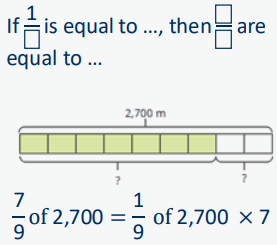 If 1/□ is equal to ..., then □/□ are
equal to ...
2,700 m
? ?
7/9 of 2,700 = 1/9 of 2,700 × 7